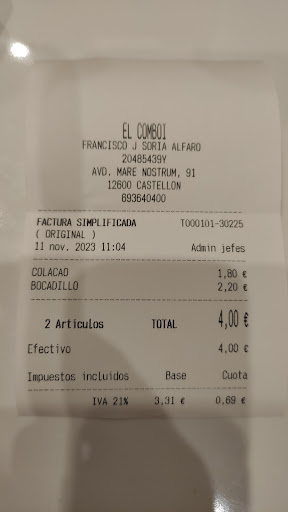 EL COMBOI
FRANCISCO J SORIA ALFARO
20485439Y
AVD. MARE NOSTRUM, 91
12600 CASTELLON
693640400
FACTURA SIMPLIFICADA T000101-30225
( ORIGINAL )
11 nov. 2023 11:04 Admin jefes
COLACAO 1,80 €
BOCADILLO 2,20 €
2 Artículos TOTAL 4,00 €
Efectivo 4,00 €
Impuestos incluidos Base Cuota
IVA 21% 3,31 € 0,69 €